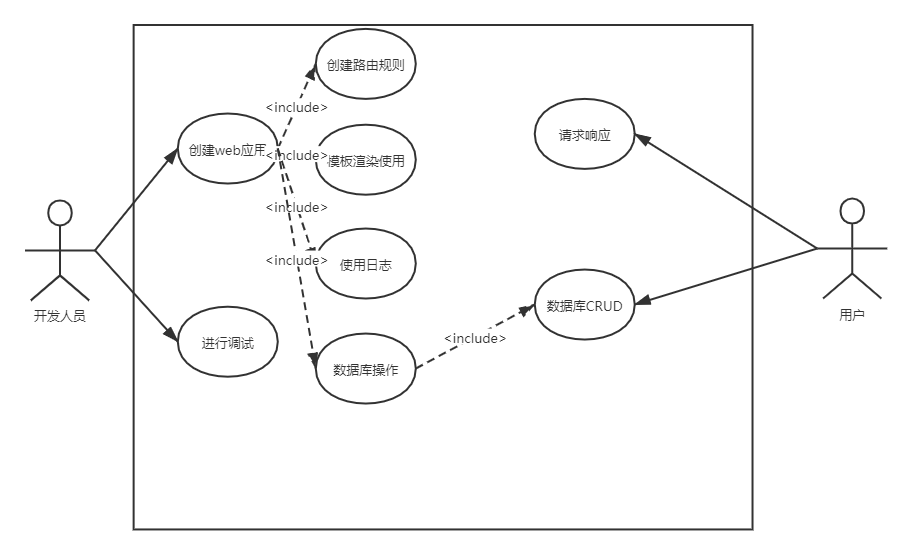 创建路由规则
<include>
请求响应
创建web应用
<include>
模板渲染使用
<include>
<include>
使用日志
数据库CRUD
开发人员
用户
<include>
进行调试
数据库操作